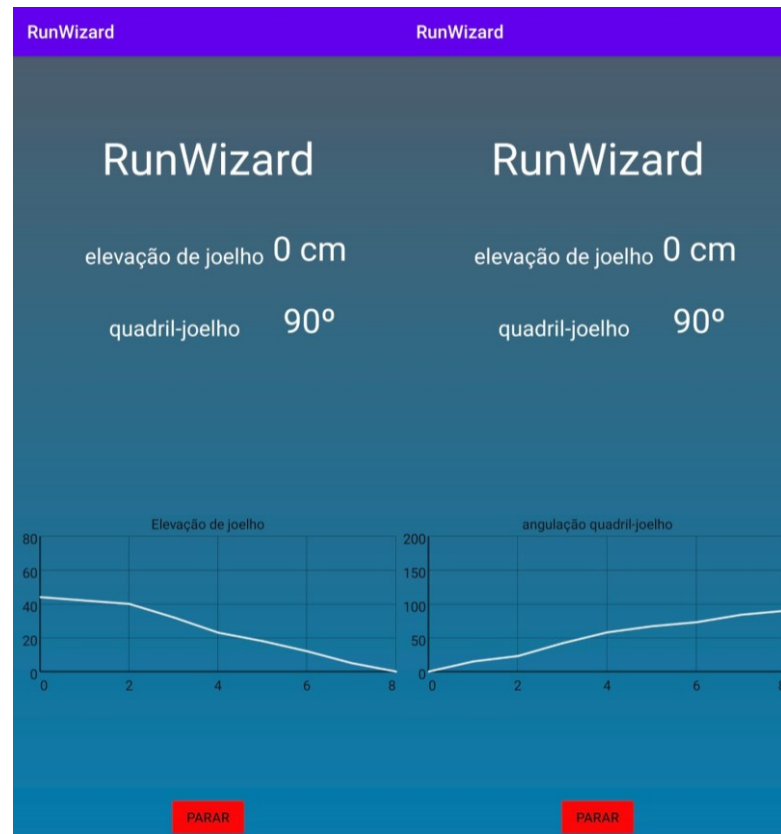 RunWizard
RunWizard
elevação de joelho 0 cm
quadril-joelho 90º
Elevação de joelho
80
60
40
20
0
0 2 4 6 8
PARAR
RunWizard
RunWizard
elevação de joelho 0 cm
quadril-joelho 90º
angulação quadril-joelho
200
150
100
50
0
0 2 4 6 8
PARAR